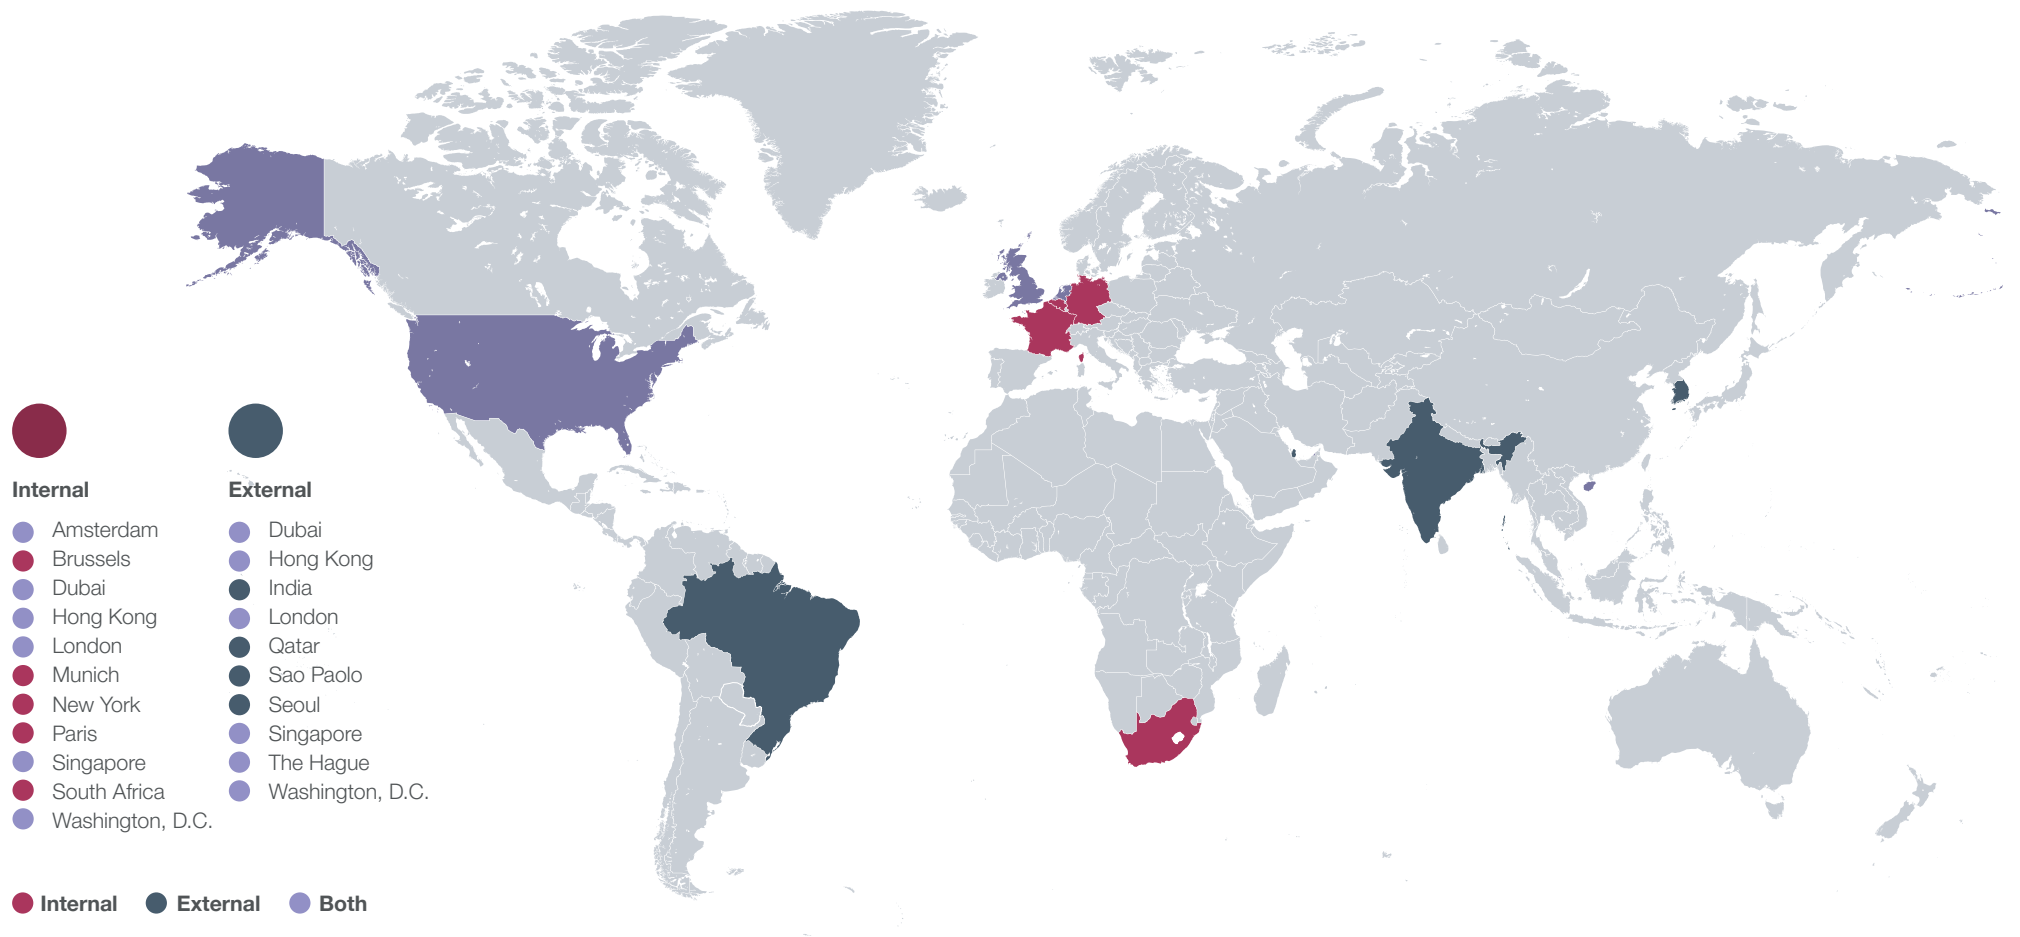 Internal
Amsterdam
Brussels
Dubai
Hong Kong
London
Munich
New York
Paris
Singapore
South Africa
Washington, D.C.
External
Dubai
Hong Kong
India
London
Qatar
Sao Paolo
Seoul
Singapore
The Hague
Washington, D.C.
Internal
External
Both